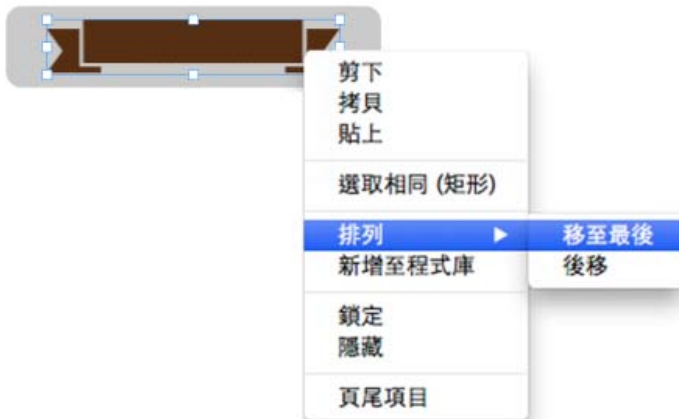 剪下
拷貝
貼上
選取相同 (矩形)
排列
移至最後
新增至程式庫
後移
鎖定
隱藏
頁尾項目